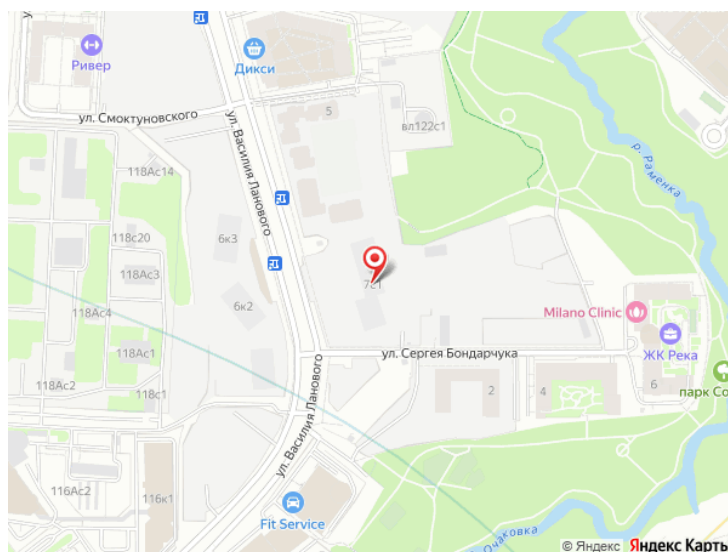 Ривер
Дикси
ул. Смоктуновского
5
вл122с1
118Ас14
ул. Василия Ланового
р. Раменка
118с20
6к3
118Ас3
7с1
6к2
118Ас4
Milano Clinic
ЖК Река
118Ас1
ул. Сергея Бондарчука
118Ас2
118с1
ул. Василия Ланового
2
4
6
парк Со
116Ас2
116к1
Fit Service
Очаковка
© Яндекс Яндекс Карты